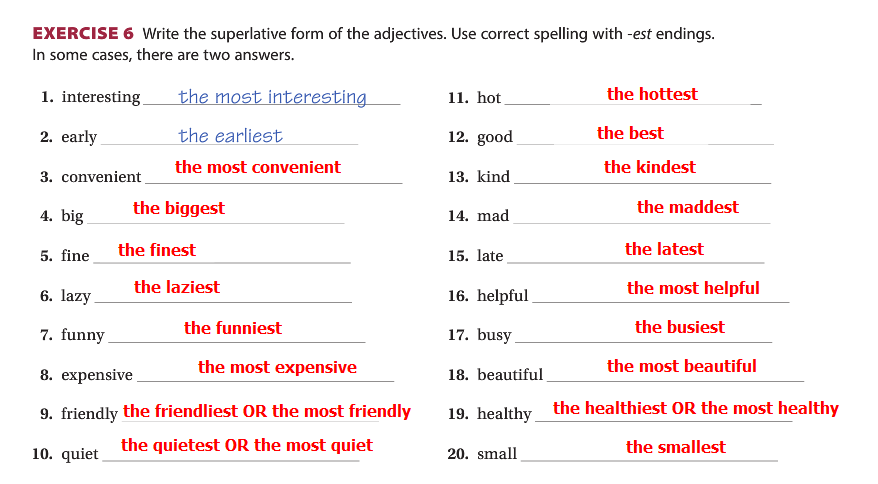 EXERCISE 6 Write the superlative form of the adjectives. Use correct spelling with -est endings.
In some cases, there are two answers.
1. interesting the most interesting
2. early the earliest
3. convenient the most convenient
4. big the biggest
5. fine the finest
6. lazy the laziest
7. funny the funniest
8. expensive the most expensive
9. friendly the friendliest OR the most friendly
10. quiet the quietest OR the most quiet
11. hot the hottest
12. good the best
13. kind the kindest
14. mad the maddest
15. late the latest
16. helpful the most helpful
17. busy the busiest
18. beautiful the most beautiful
19. healthy the healthiest OR the most healthy
20. small the smallest